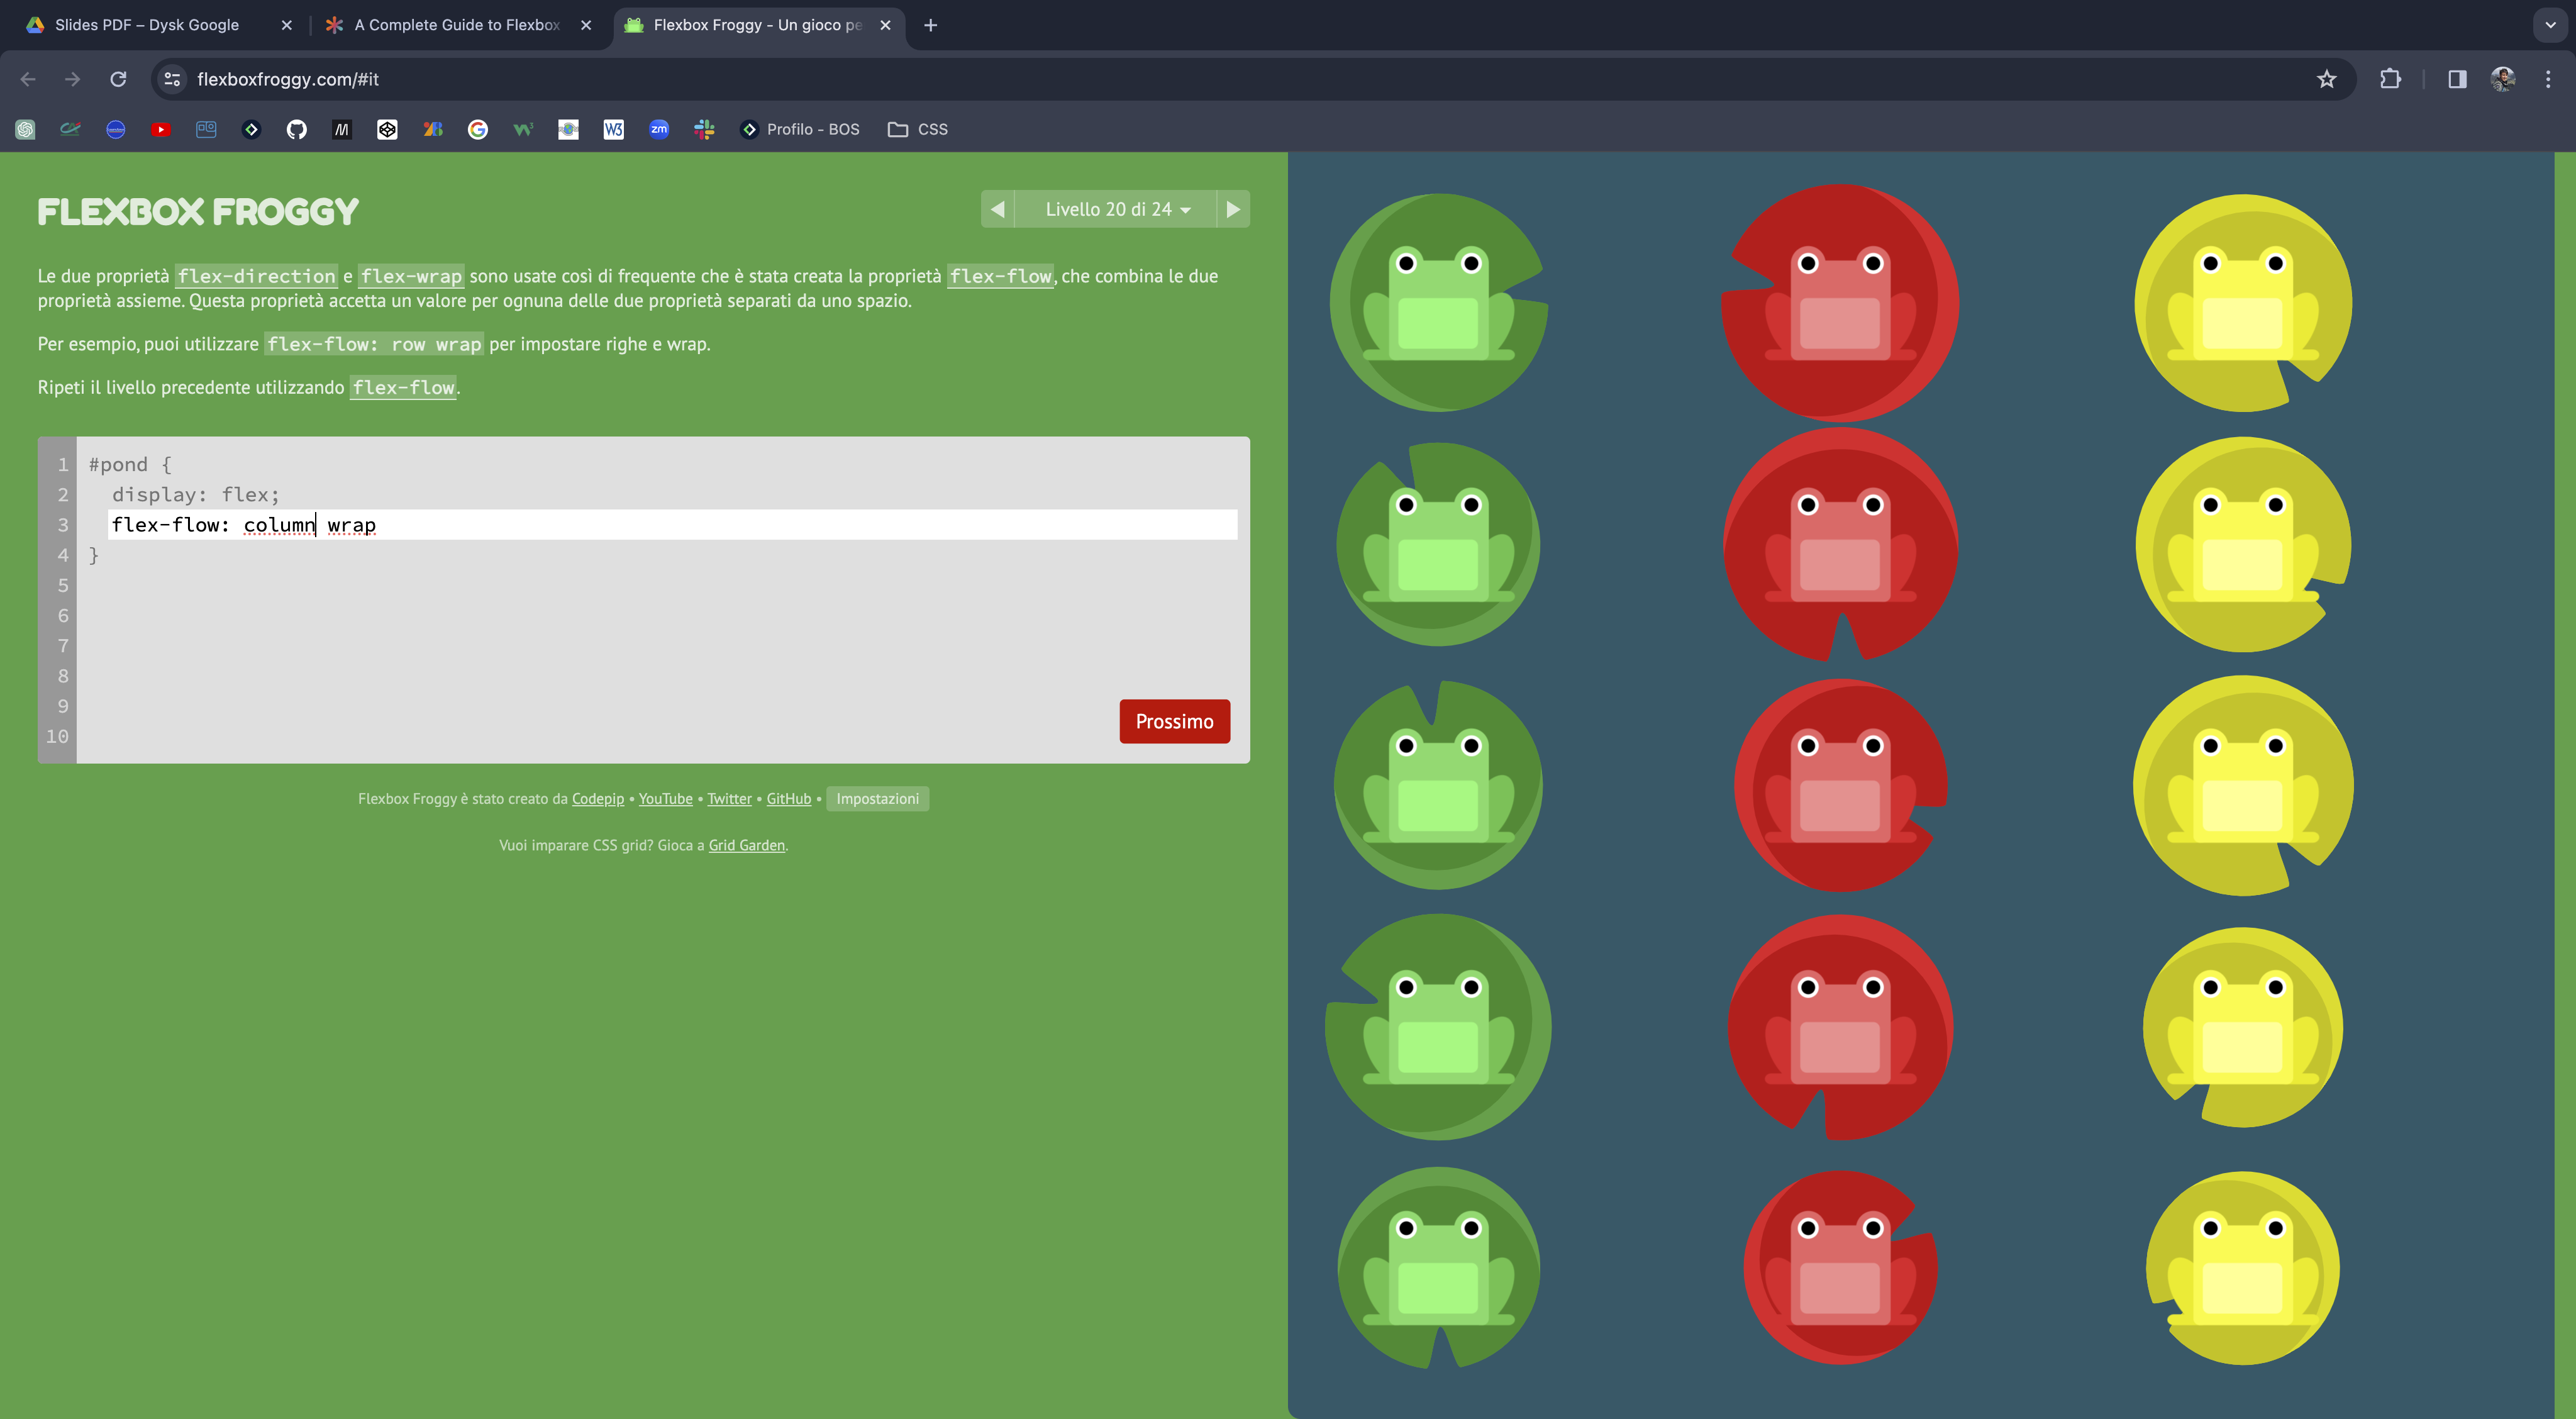 Slides PDF – Dysk Google
A Complete Guide to Flexbox
Flexbox Froggy - Un gioco pe
flexboxfroggy.com/#it
Profilo - BOS
CSS
FLEXBOX FROGGY
Livello 20 di 24
Le due proprietà flex-direction e flex-wrap sono usate così di frequente che è stata creata la proprietà flex-flow, che combina le due
proprietà assieme. Questa proprietà accetta un valore per ognuna delle due proprietà separati da uno spazio.
Per esempio, puoi utilizzare flex-flow: row wrap per impostare righe e wrap.
Ripeti il livello precedente utilizzando flex-flow.
1 #pond {
2 display: flex;
3 flex-flow: column wrap
4 }
5
6
7
8
9
10
Prossimo
Flexbox Froggy è stato creato da Codepip • YouTube • Twitter • GitHub • Impostazioni
Vuoi imparare CSS grid? Gioca a Grid Garden.